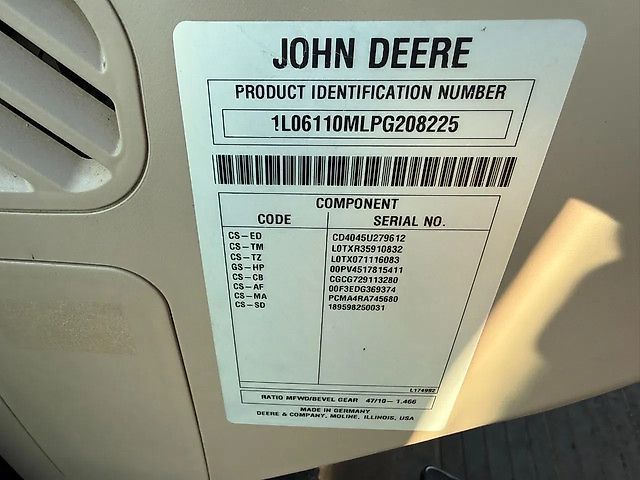 JOHN DEERE
PRODUCT IDENTIFICATION NUMBER
1L06110MLPG208225
COMPONENT
CODE SERIAL NO.
CS-ED CD4045U279612
CS-TM L0TXR35910832
CS-TZ L0TX071116083
GS-HP 00PV4517815411
CS-CB CGCG729113280
CS-AF 00F3EDG369374
CS-MA PCMA4RA745680
CS-SD 189598250031
L174992
RATIO MFWD/BEVEL GEAR 47/10-1.466
MADE IN GERMANY
DEERE & COMPANY, MOLINE, ILLINOIS, USA